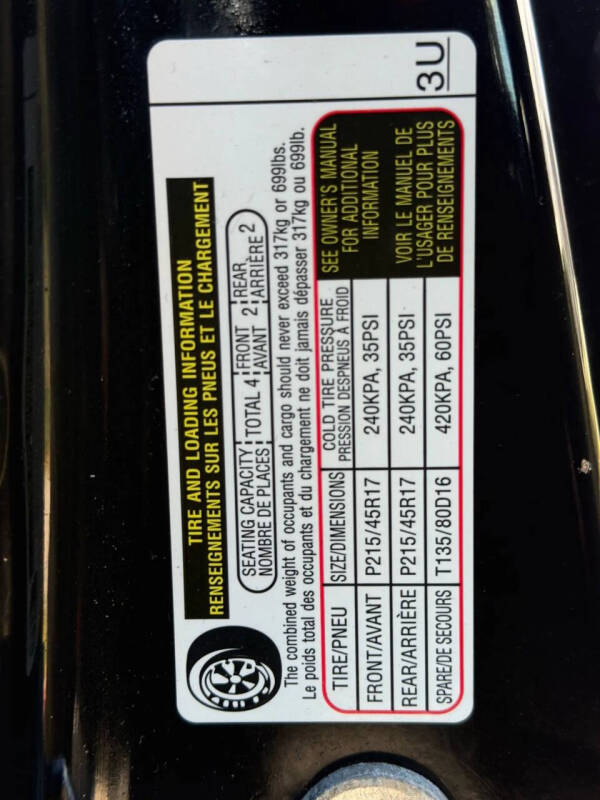 TIRE AND LOADING INFORMATION
RENSEIGNEMENTS SUR LES PNEUS ET LE CHARGEMENT
SEATING CAPACITY TOTAL 4 FRONT 2 REAR 2
NOMBRE DE PLACES AVANT ARRIÈRE
The combined weight of occupants and cargo should never exceed 317kg or 699lbs.
Le poids total des occupants et du chargement ne doit jamais dépasser 317kg ou 699lb.
TIRE/PNEU SIZE/DIMENSIONS COLD TIRE PRESSURE
PRESSION DESPNEUS À FROID
FRONT/AVANT P215/45R17 240KPA, 35PSI
REAR/ARRIÈRE P215/45R17 240KPA, 35PSI
SPARE/DE SECOURS T135/80D16 420KPA, 60PSI
SEE OWNER'S MANUAL
FOR ADDITIONAL
INFORMATION
VOIR LE MANUEL DE
L'USAGER POUR PLUS
DE RENSEIGNEMENTS
3U